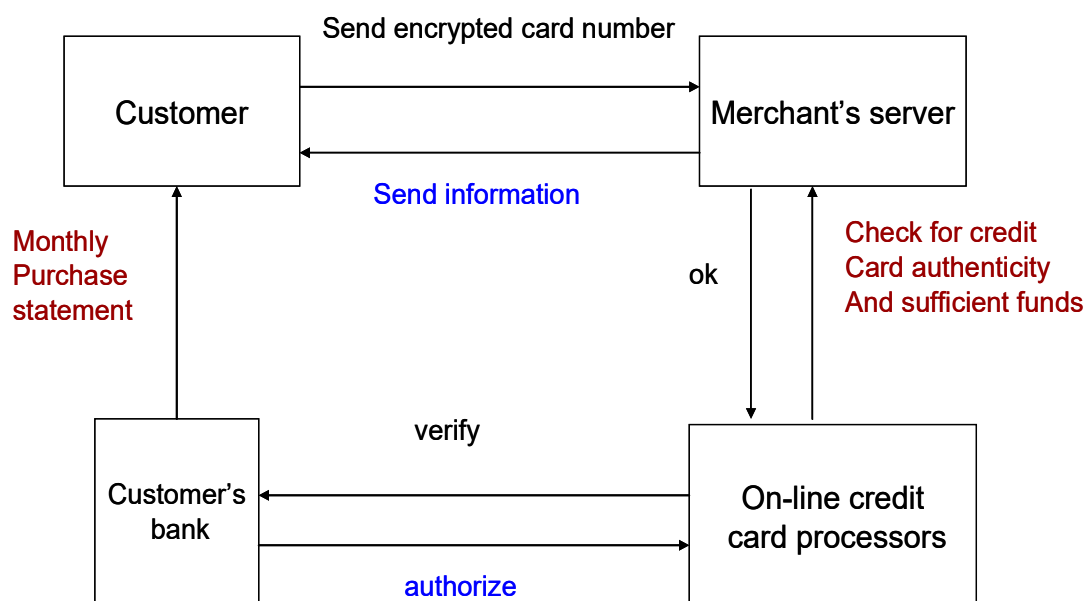 Send encrypted card number
Customer
Merchant's server
Send information
Monthly
Purchase
statement
ok
Check for credit
Card authenticity
And sufficient funds
verify
Customer's
bank
On-line credit
card processors
authorize